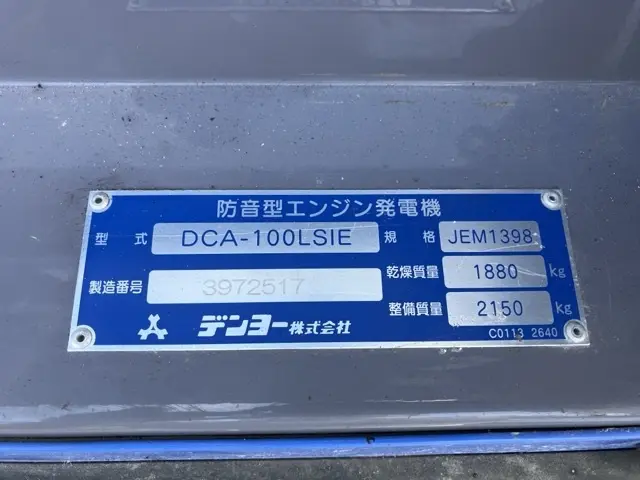 防音型エンジン発電機
型式 DCA-100LSIE 規格 JEM1398
製造番号 3972517 乾燥質量 1880 kg
整備質量 2150 kg
デンヨー株式会社
C0113 2640